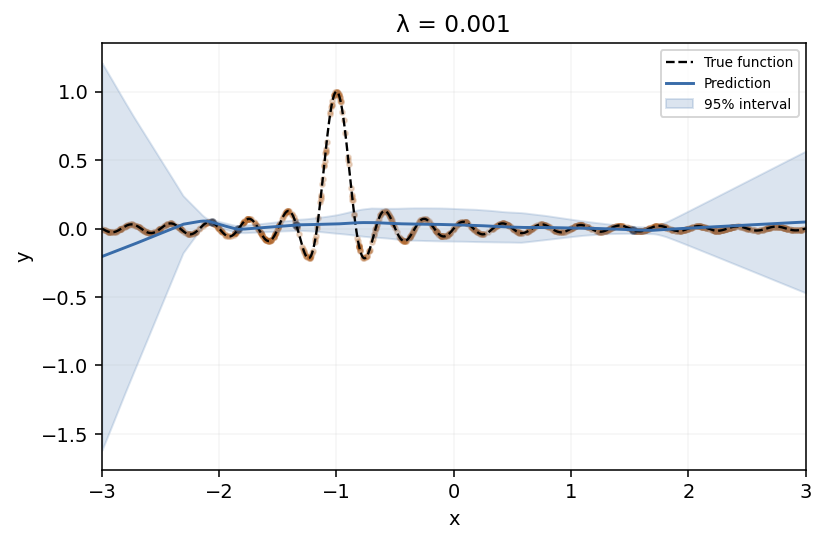 λ = 0.001
True function
Prediction
95% interval
1.0
0.5
0.0
−0.5
−1.0
−1.5
y
−3 −2 −1 0 1 2 3
x